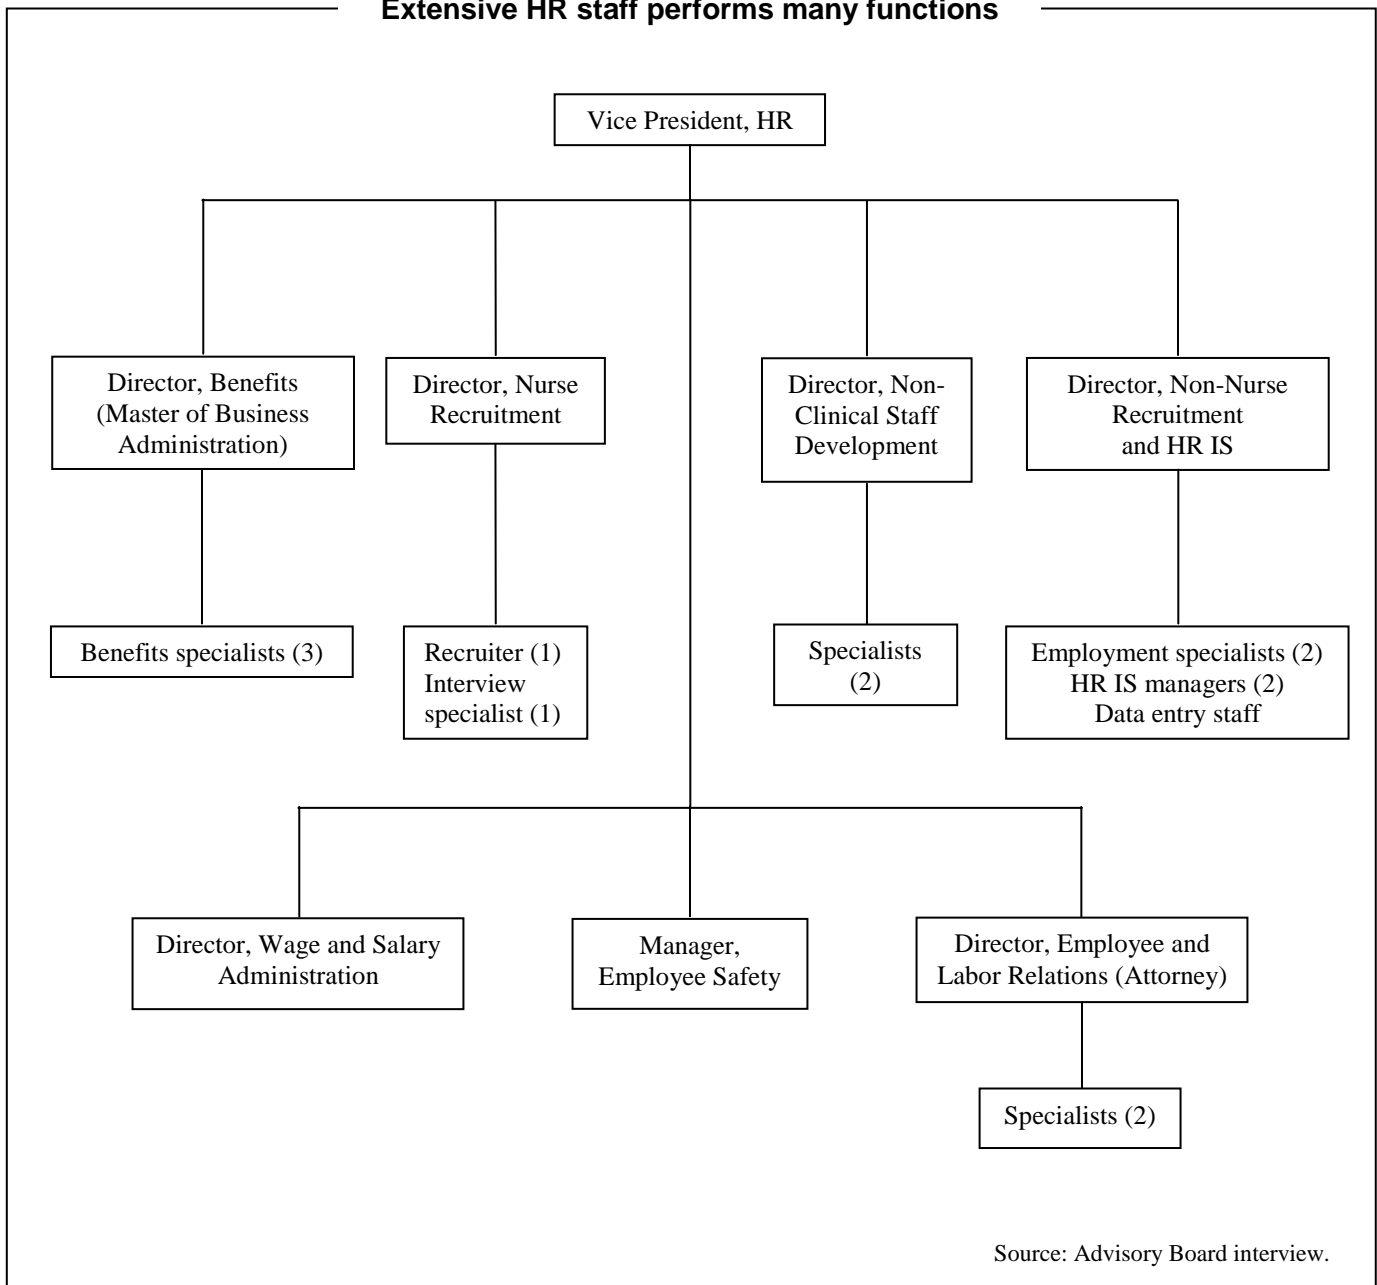 Extensive HR staff performs many functions
Vice President, HR
Director, Benefits
(Master of Business
Administration)
Director, Nurse
Recruitment
Director, Non-
Clinical Staff
Development
Director, Non-Nurse
Recruitment
and HR IS
Benefits specialists (3)
Recruiter (1)
Interview
specialist (1)
Specialists
(2)
Employment specialists (2)
HR IS managers (2)
Data entry staff
Director, Wage and Salary
Administration
Manager,
Employee Safety
Director, Employee and
Labor Relations (Attorney)
Specialists (2)
Source: Advisory Board interview.